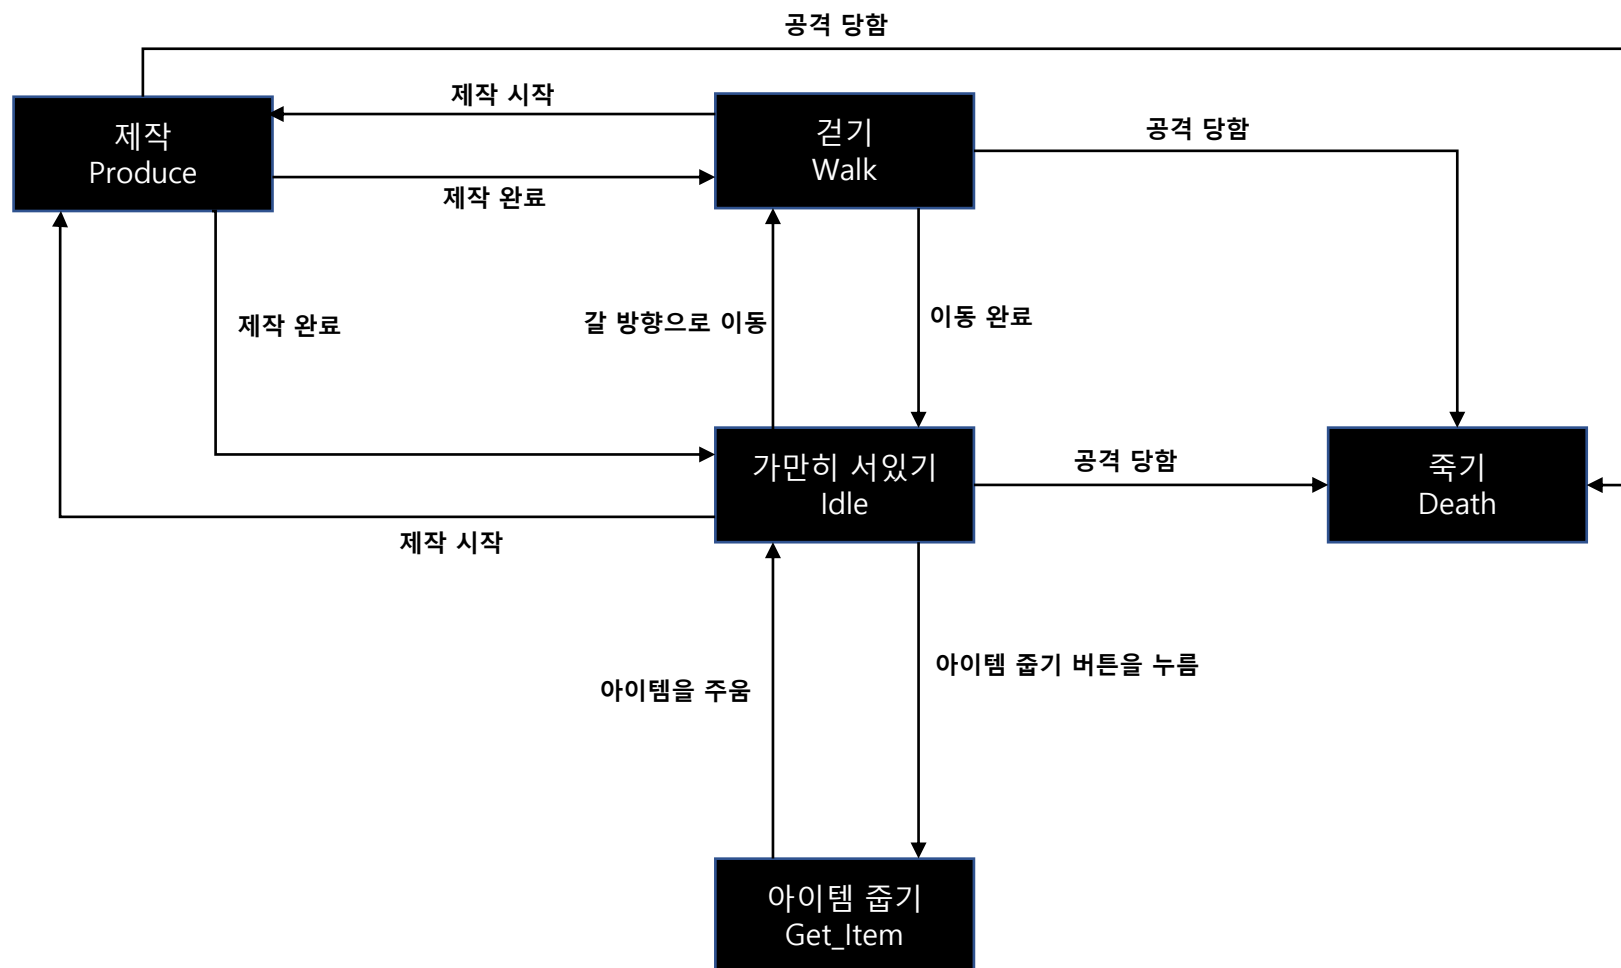 공격 당함
제작 시작
제작
Produce
걷기
Walk
공격 당함
제작 완료
제작 완료
갈 방향으로 이동
이동 완료
가만히 서있기
Idle
공격 당함
죽기
Death
제작 시작
아이템을 주움
아이템 줍기 버튼을 누름
아이템 줍기
Get_Item